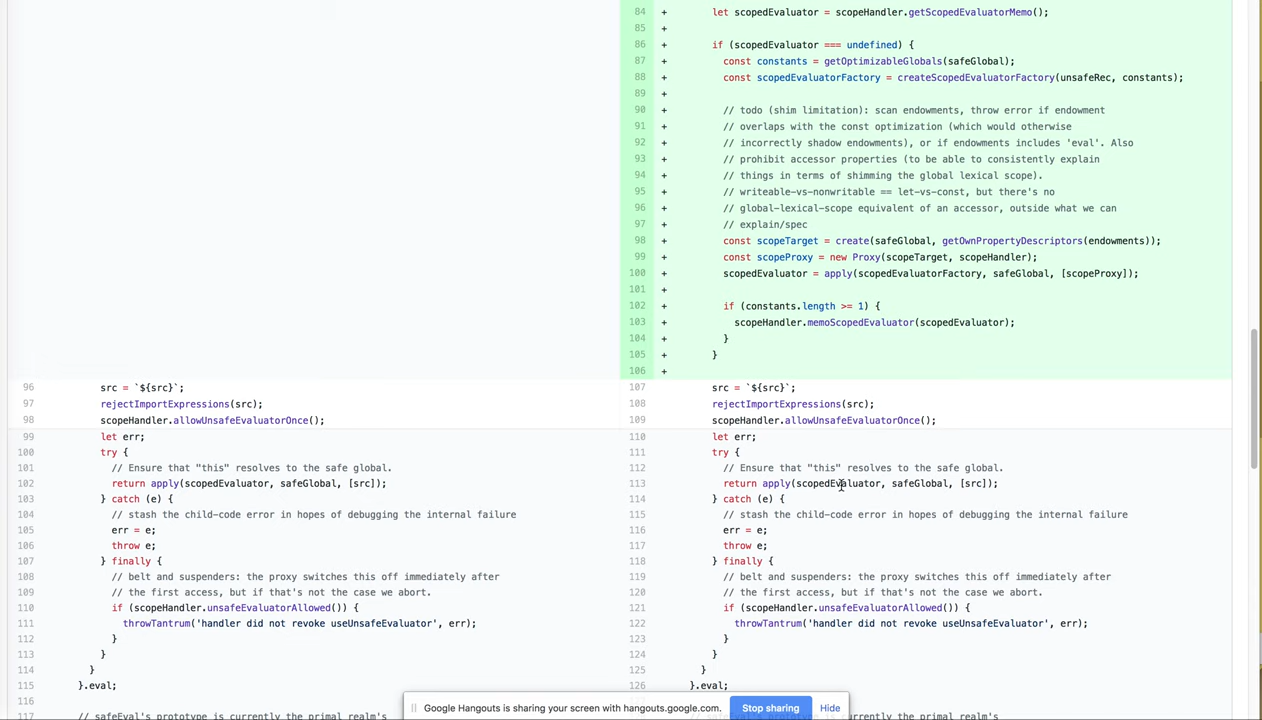 84 + let scopedEvaluator = scopeHandler.getScopedEvaluatorMemo();
85 +
86 + if (scopedEvaluator === undefined) {
87 + const constants = getOptimizableGlobals(safeGlobal);
88 + const scopedEvaluatorFactory = createScopedEvaluatorFactory(unsafeRec, constants);
89 +
90 + // todo (shim limitation): scan endowments, throw error if endowment
91 + // overlaps with the const optimization (which would otherwise
92 + // incorrectly shadow endowments), or if endowments includes 'eval'. Also
93 + // prohibit accessor properties (to be able to consistently explain
94 + // things in terms of shimming the global lexical scope).
95 + // writeable-vs-nonwritable == let-vs-const, but there's no
96 + // global-lexical-scope equivalent of an accessor, outside what we can
97 + // explain/spec
98 + const scopeTarget = create(safeGlobal, getOwnPropertyDescriptors(endowments));
99 + const scopeProxy = new Proxy(scopeTarget, scopeHandler);
100 + scopedEvaluator = apply(scopedEvaluatorFactory, safeGlobal, [scopeProxy]);
101 +
102 + if (constants.length >= 1) {
103 + scopeHandler.memoScopedEvaluator(scopedEvaluator);
104 + }
105 + }
106 +
96 src = `${src}`; 107 src = `${src}`;
97 rejectImportExpressions(src); 108 rejectImportExpressions(src);
98 scopeHandler.allowUnsafeEvaluatorOnce(); 109 scopeHandler.allowUnsafeEvaluatorOnce();
99 let err; 110 let err;
100 try { 111 try {
101 // Ensure that "this" resolves to the safe global. 112 // Ensure that "this" resolves to the safe global.
102 return apply(scopedEvaluator, safeGlobal, [src]); 113 return apply(scopedEvaluator, safeGlobal, [src]);
103 } catch (e) { 114 } catch (e) {
104 // stash the child-code error in hopes of debugging the internal failure 115 // stash the child-code error in hopes of debugging the internal failure
105 err = e; 116 err = e;
106 throw e; 117 throw e;
107 } finally { 118 } finally {
108 // belt and suspenders: the proxy switches this off immediately after 119 // belt and suspenders: the proxy switches this off immediately after
109 // the first access, but if that's not the case we abort. 120 // the first access, but if that's not the case we abort.
110 if (scopeHandler.unsafeEvaluatorAllowed()) { 121 if (scopeHandler.unsafeEvaluatorAllowed()) {
111 throwTantrum('handler did not revoke useUnsafeEvaluator', err); 122 throwTantrum('handler did not revoke useUnsafeEvaluator', err);
112 } 123 }
113 } 124 }
114 } 125 }
115 }.eval; 126 }.eval;
116
117 // safeEval's prototype is currently the primal realm's currently the primal realm's
Google Hangouts is sharing your screen with hangouts.google.com. Stop sharing Hide